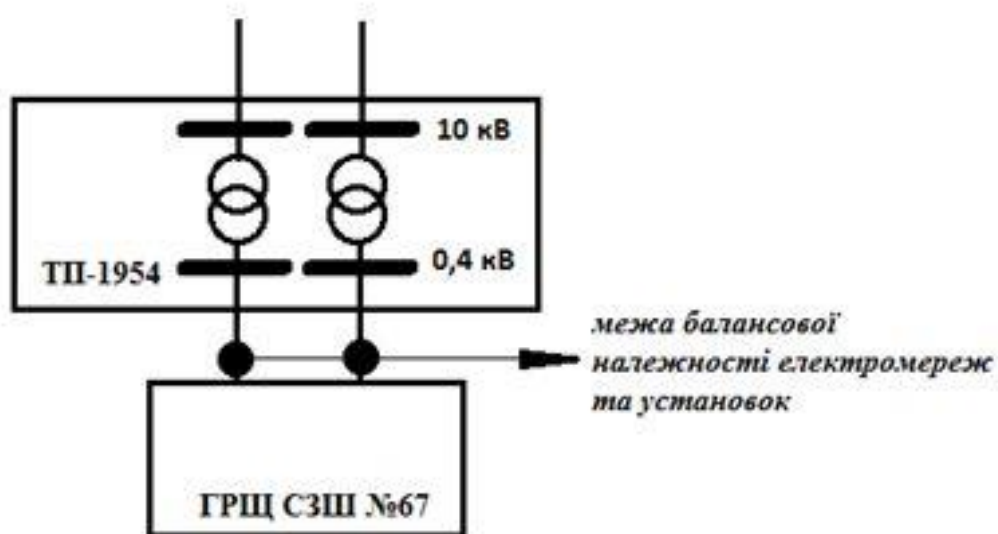 10 кВ
ТП-1954
0,4 кВ
межа балансової
належності електромереж
та установок
ГРЩ СЗШ №67